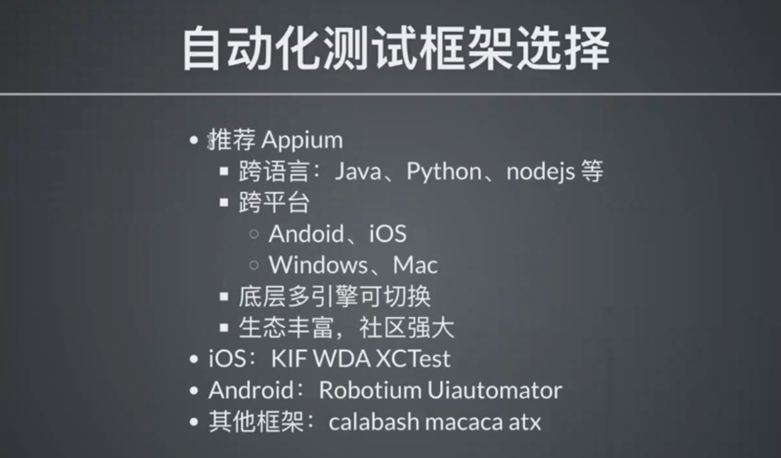 自动化测试框架选择
推荐 Appium
跨语言：Java、Python、nodejs 等
跨平台
Andoid、iOS
Windows、Mac
底层多引擎可切换
生态丰富，社区强大
iOS：KIF WDA XCTest
Android：Robotium Uiautomator
其他框架：calabash macaca atx